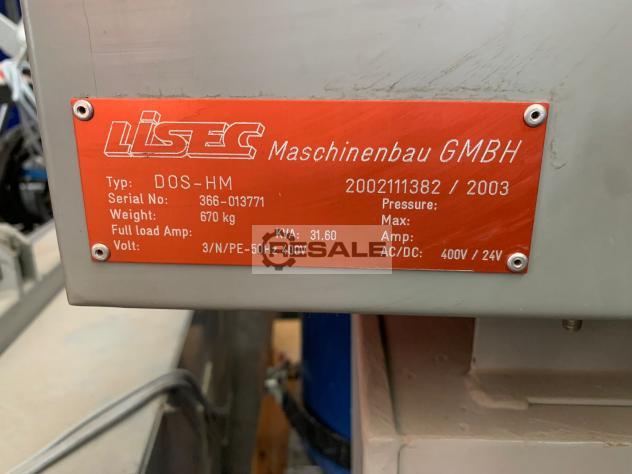 LiSEC Maschinenbau GMBH
Typ: DOS-HM 2002111382 / 2003
Serial No: 366-013771 Pressure:
Weight: 670 kg Max:
Full load Amp: KVA: 31.60 Amp:
Volt: 3/N/PE-50Hz 400V AC/DC: 400V / 24V
RESALE